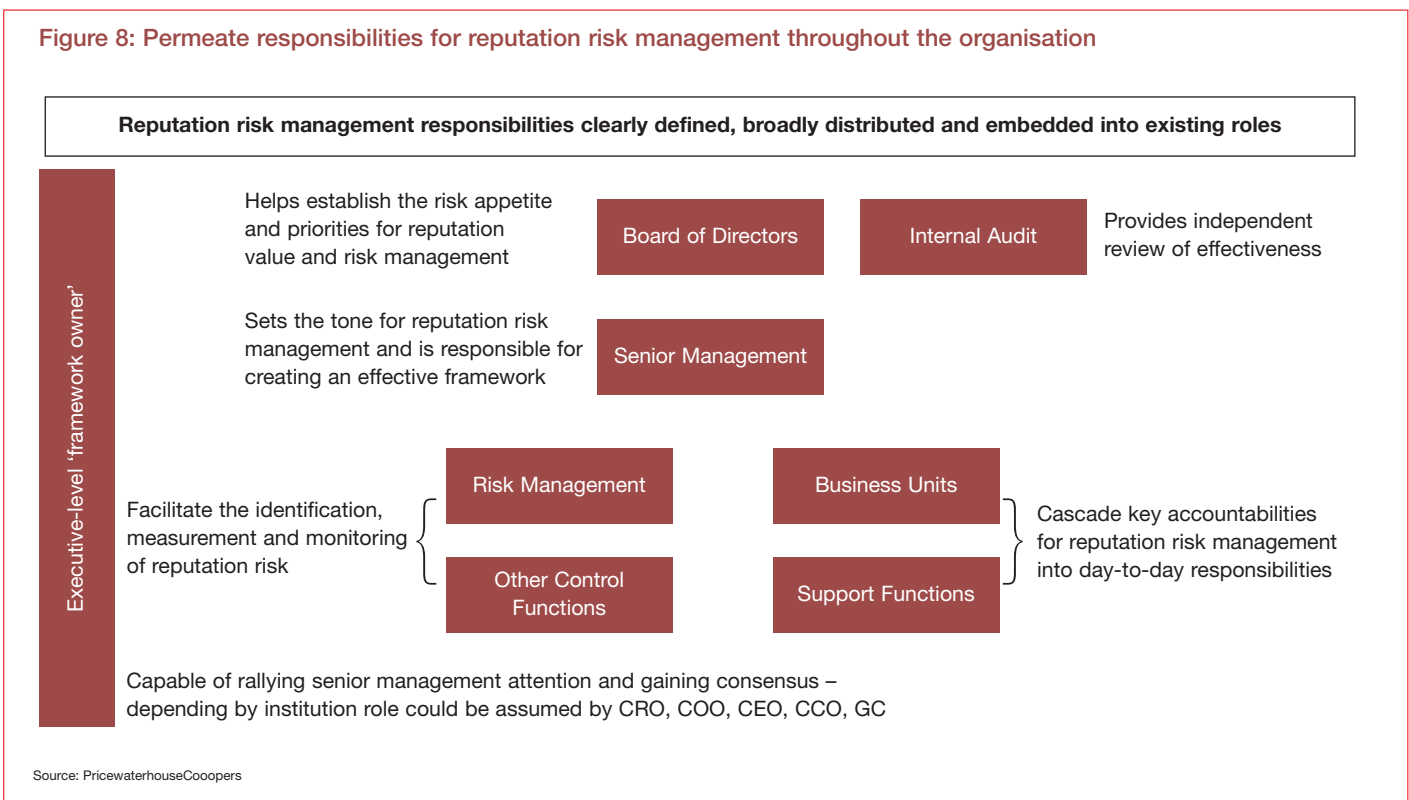 Figure 8: Permeate responsibilities for reputation risk management throughout the organisation
Reputation risk management responsibilities clearly defined, broadly distributed and embedded into existing roles
Executive-level ‘framework owner’
Helps establish the risk appetite
and priorities for reputation
value and risk management
Board of Directors
Internal Audit
Provides independent
review of effectiveness
Sets the tone for reputation risk
management and is responsible for
creating an effective framework
Senior Management
Facilitate the identification,
measurement and monitoring
of reputation risk
Risk Management
Other Control
Functions
Business Units
Support Functions
Cascade key accountabilities
for reputation risk management
into day-to-day responsibilities
Capable of rallying senior management attention and gaining consensus –
depending by institution role could be assumed by CRO, COO, CEO, CCO, GC
Source: PricewaterhouseCooopers